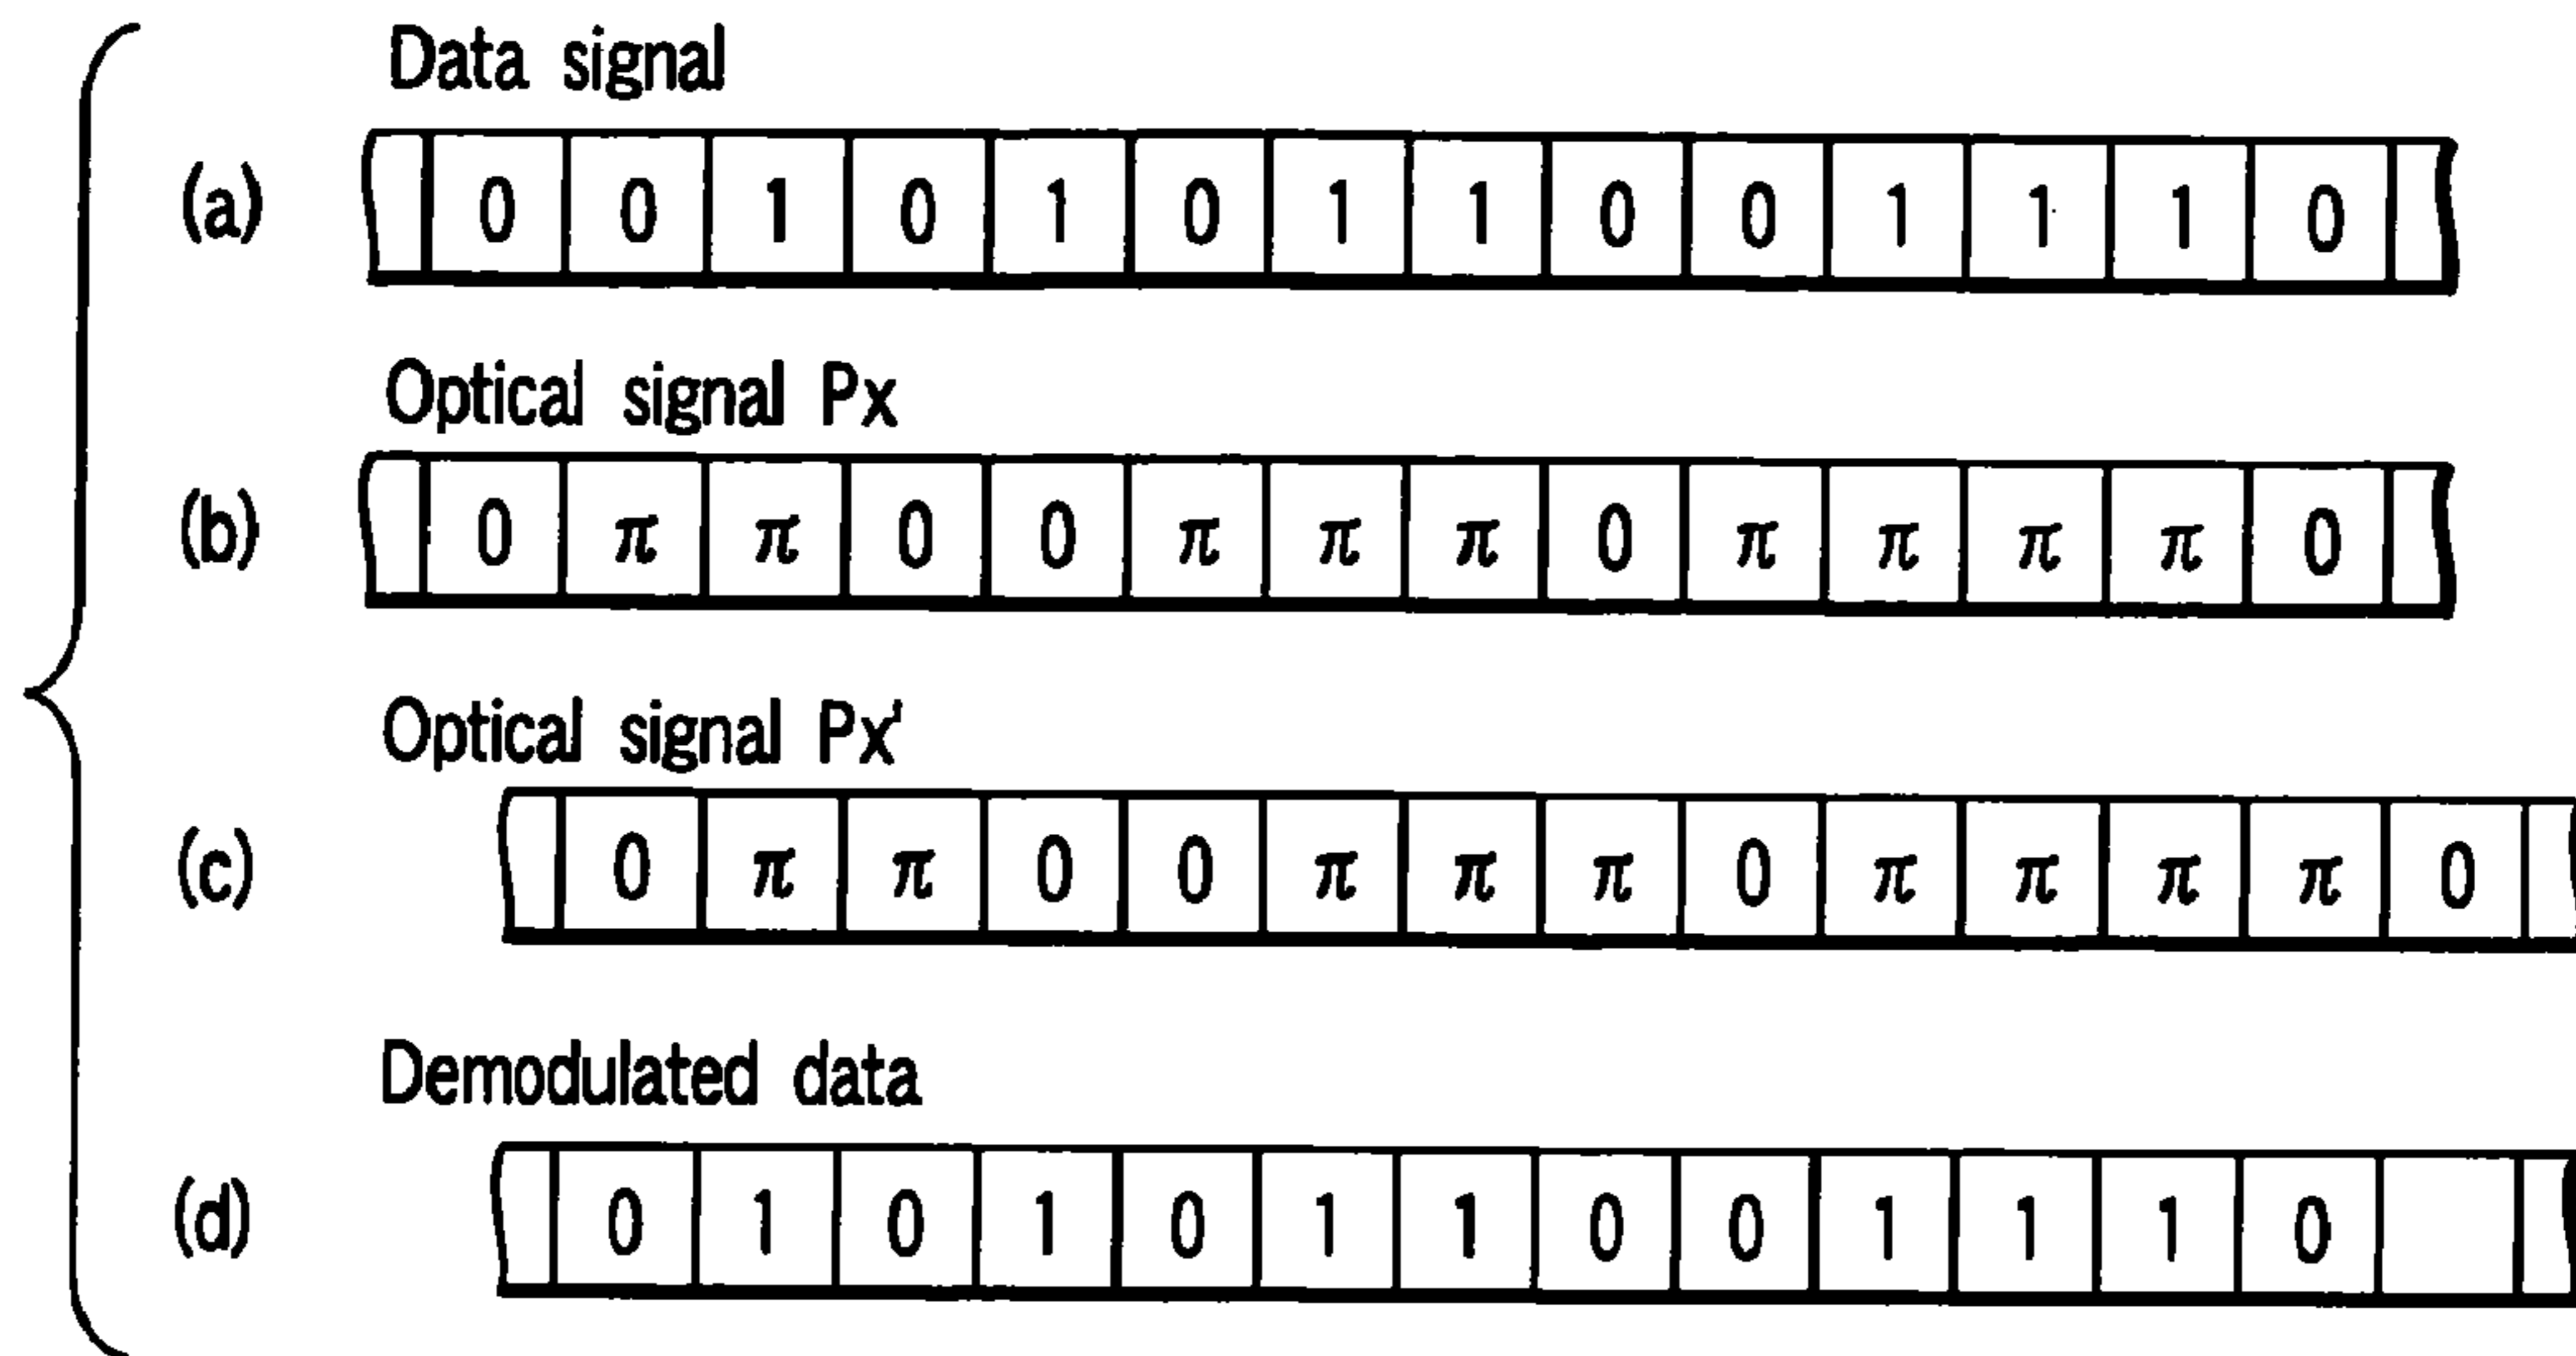 Data signal
(a) 0 0 1 0 1 0 1 1 0 0 1 1 1 0
Optical signal Px
(b) 0 π π 0 0 π π π 0 π π π π 0
Optical signal Px'
(c) 0 π π 0 0 π π π 0 π π π π 0
Demodulated data
(d) 0 1 0 1 0 1 1 0 0 1 1 1 0